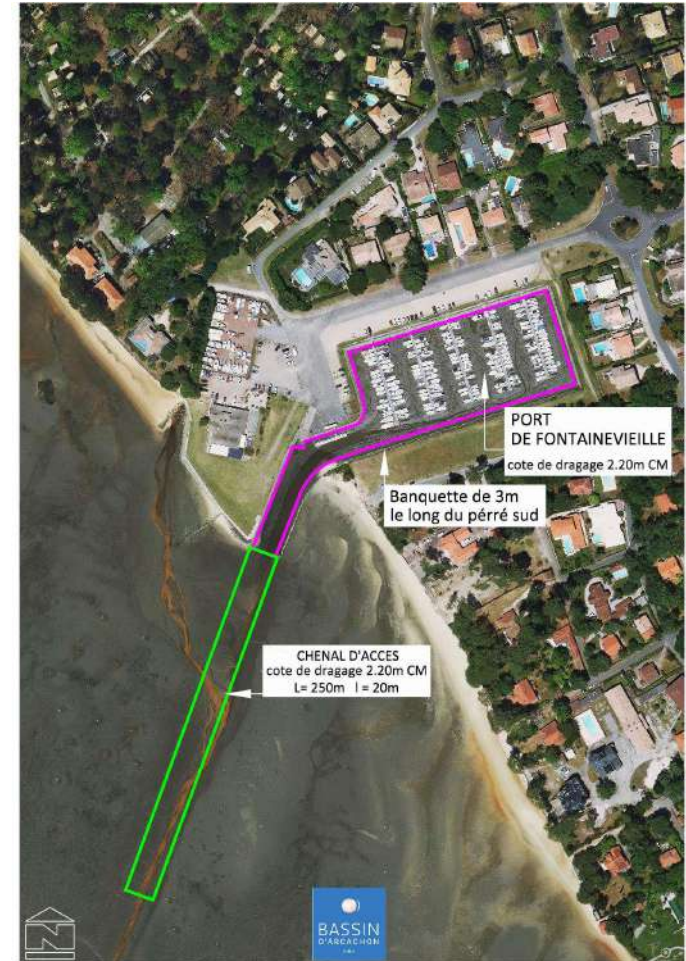 PORT
DE FONTAINEVIEILLE
cote de dragage 2.20m CM
Banquette de 3m
le long du pérré sud
CHENAL D'ACCES
cote de dragage 2.20m CM
L= 250m l = 20m
N
BASSIN
D'ARCACHON